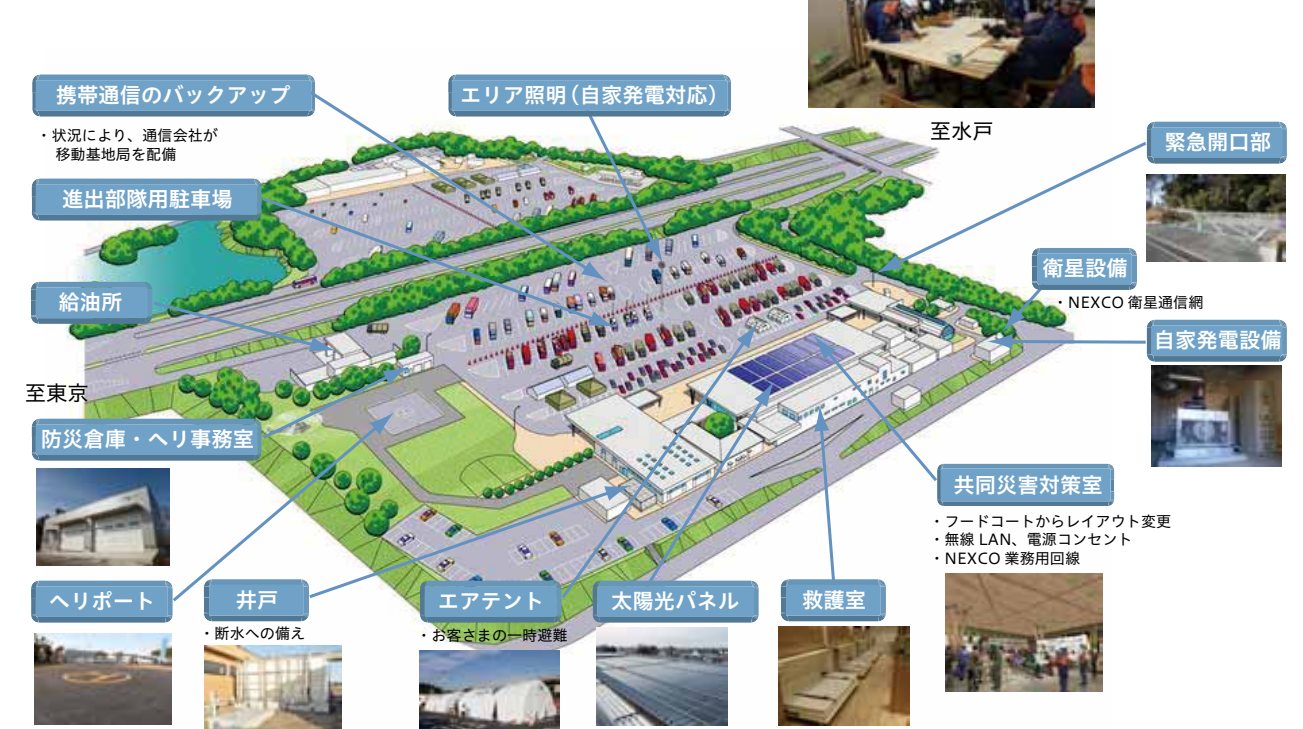 携帯通信のバックアップ
・状況により、通信会社が
移動基地局を配備
エリア照明（自家発電対応）
至水戸
緊急開口部
進出部隊用駐車場
衛星設備
・NEXCO 衛星通信網
給油所
自家発電設備
至東京
防災倉庫・ヘリ事務室
共同災害対策室
・フードコートからレイアウト変更
・無線 LAN、電源コンセント
・NEXCO 業務用回線
ヘリポート
井戸
・断水への備え
エアテント
・お客さまの一時避難
太陽光パネル
救護室